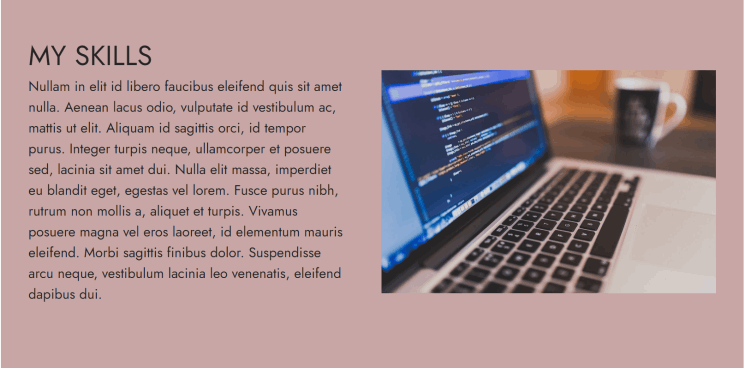 MY SKILLS
Nullam in elit id libero faucibus eleifend quis sit amet
nulla. Aenean lacus odio, vulputate id vestibulum ac,
mattis ut elit. Aliquam id sagittis orci, id tempor
purus. Integer turpis neque, ullamcorper et posuere
sed, lacinia sit amet dui. Nulla elit massa, imperdiet
eu blandit eget, egestas vel lorem. Fusce purus nibh,
rutrum non mollis a, aliquet et turpis. Vivamus
posuere magna vel eros laoreet, id elementum mauris
eleifend. Morbi sagittis finibus dolor. Suspendisse
arcu neque, vestibulum lacinia leo venenatis, eleifend
dapibus dui.